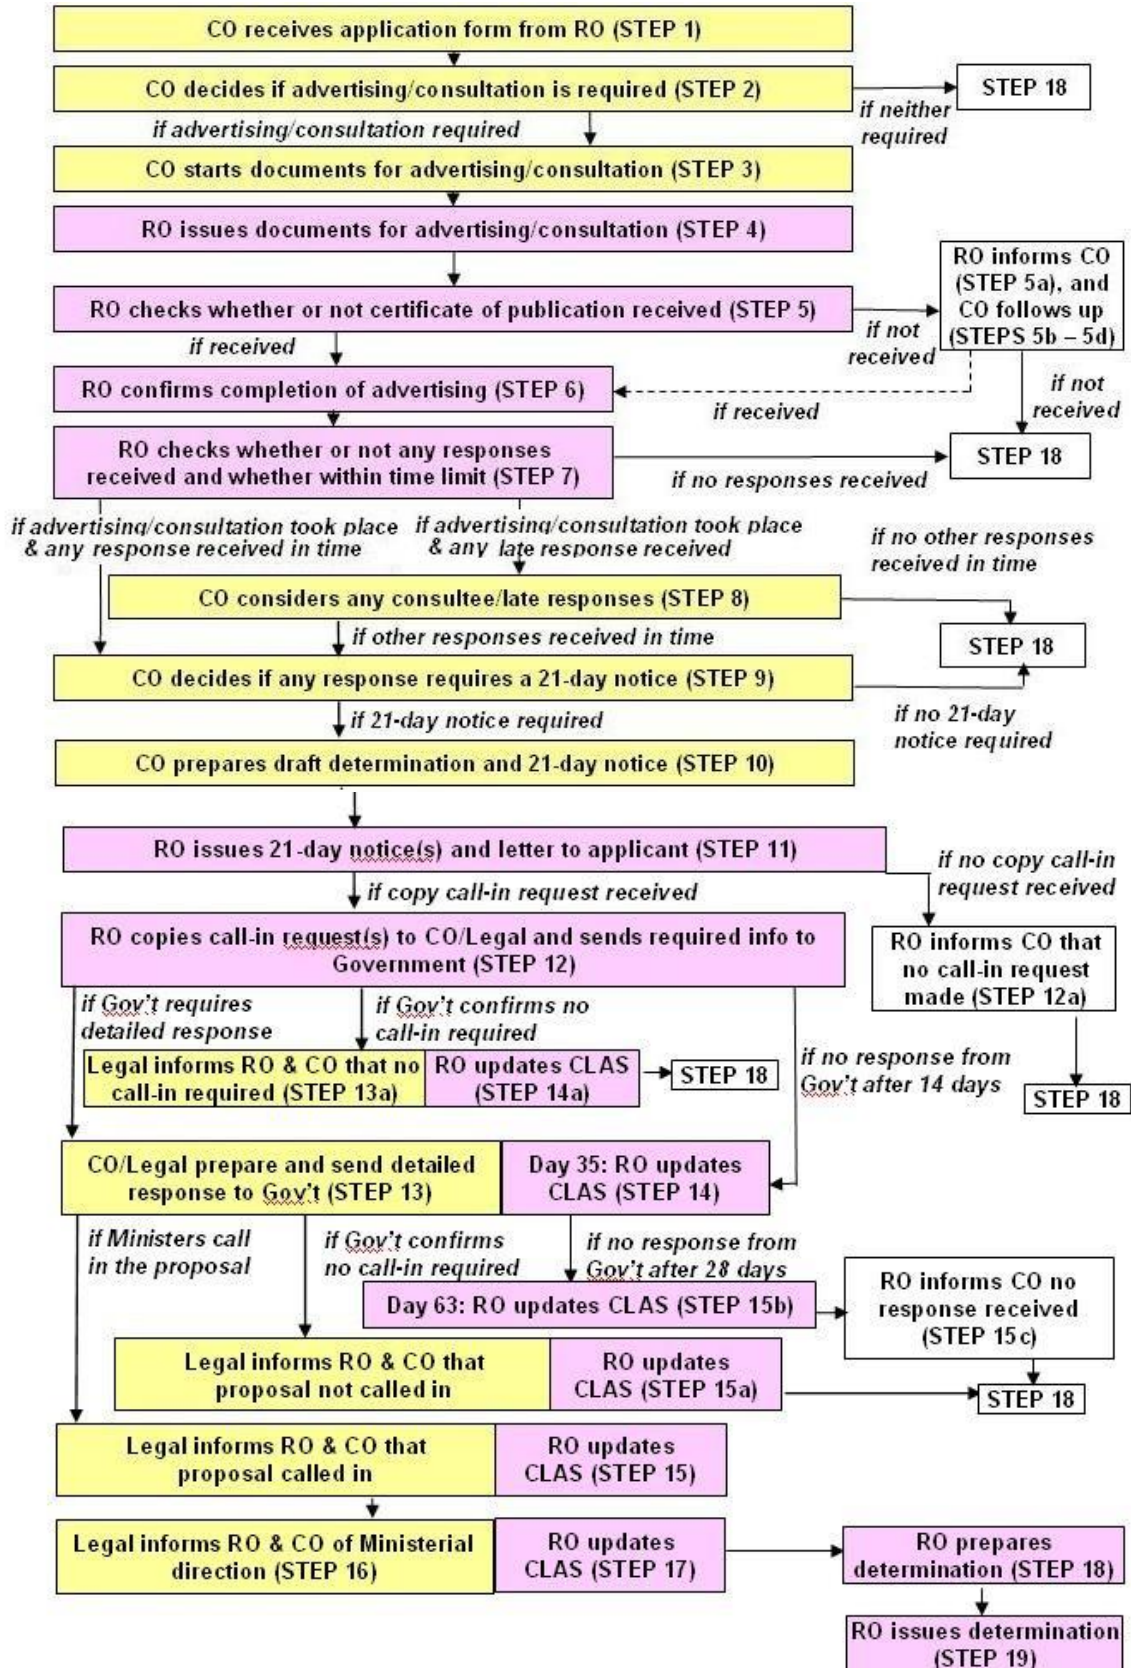 CO receives application form from RO (STEP 1)
CO decides if advertising/consultation is required (STEP 2)
STEP 18
if neither
required
if advertising/consultation required
CO starts documents for advertising/consultation (STEP 3)
RO issues documents for advertising/consultation (STEP 4)
RO informs CO
(STEP 5a), and
CO follows up
(STEPS 5b – 5d)
RO checks whether or not certificate of publication received (STEP 5)
if not
received
if received
RO confirms completion of advertising (STEP 6)
if received
if not
received
RO checks whether or not any responses
received and whether within time limit (STEP 7)
if no responses received
STEP 18
if advertising/consultation took place
& any response received in time
if advertising/consultation took place
& any late response received
if no other responses
received in time
CO considers any consultee/late responses (STEP 8)
if other responses received in time
STEP 18
CO decides if any response requires a 21-day notice (STEP 9)
if 21-day notice required
if no 21-day
notice required
CO prepares draft determination and 21-day notice (STEP 10)
RO issues 21-day notice(s) and letter to applicant (STEP 11)
if no copy call-in
request received
if copy call-in request received
RO copies call-in request(s) to CO/Legal and sends required info to
Government (STEP 12)
RO informs CO that
no call-in request
made (STEP 12a)
if Gov't requires
detailed response
if Gov't confirms no
call-in required
if no response from
Gov't after 14 days
Legal informs RO & CO that no
call-in required (STEP 13a)
RO updates CLAS
(STEP 14a)
STEP 18
STEP 18
CO/Legal prepare and send detailed
response to Gov't (STEP 13)
Day 35: RO updates
CLAS (STEP 14)
if Ministers call
in the proposal
if Gov't confirms
no call-in required
if no response from
Gov't after 28 days
Day 63: RO updates CLAS (STEP 15b)
RO informs CO no
response received
(STEP 15c)
Legal informs RO & CO that
proposal not called in
RO updates
CLAS (STEP 15a)
STEP 18
Legal informs RO & CO that
proposal called in
RO updates
CLAS (STEP 15)
Legal informs RO & CO of Ministerial
direction (STEP 16)
RO updates
CLAS (STEP 17)
RO prepares
determination (STEP 18)
RO issues determination
(STEP 19)